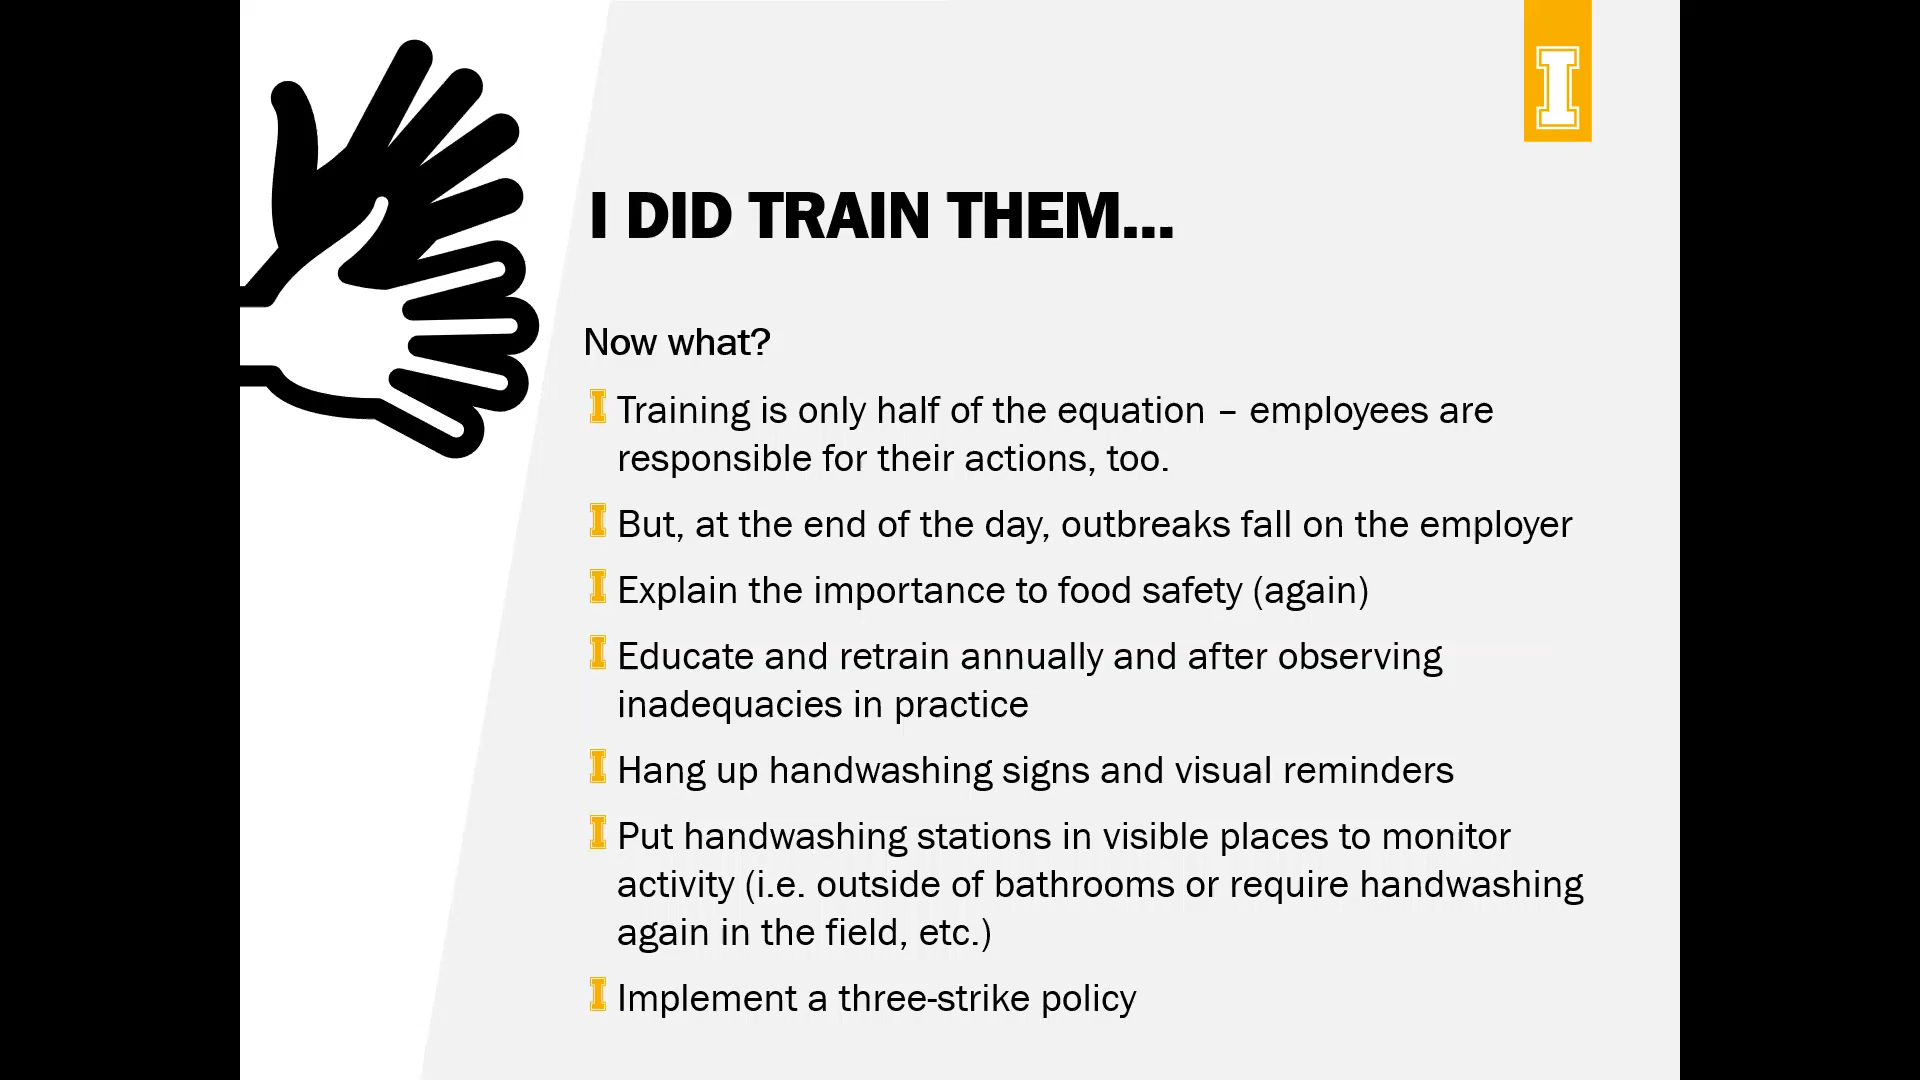 I
I DID TRAIN THEM...
Now what?
Training is only half of the equation – employees are
responsible for their actions, too.
But, at the end of the day, outbreaks fall on the employer
Explain the importance to food safety (again)
Educate and retrain annually and after observing
inadequacies in practice
Hang up handwashing signs and visual reminders
Put handwashing stations in visible places to monitor
activity (i.e. outside of bathrooms or require handwashing
again in the field, etc.)
Implement a three-strike policy